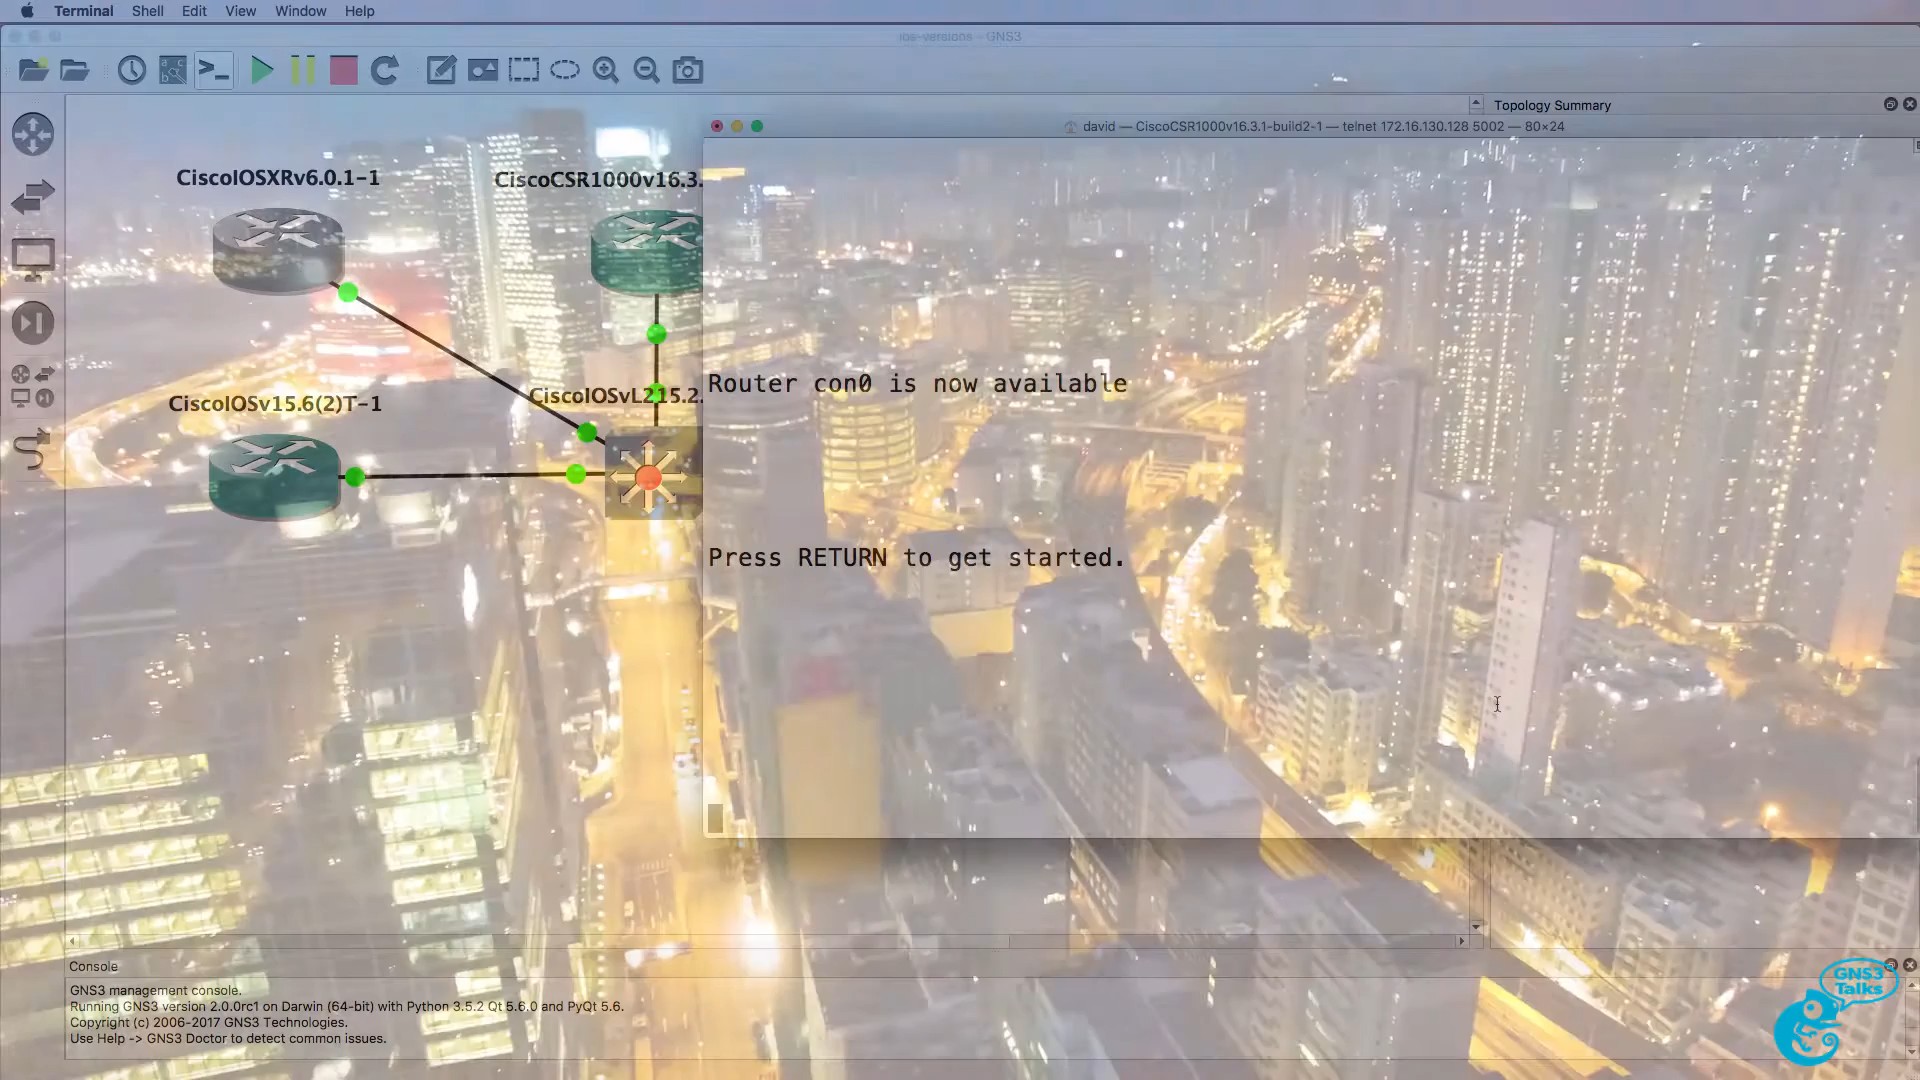 Terminal Shell Edit View Window Help
ios-versions - GNS3
Topology Summary
david — CiscoCSR1000v16.3.1-build2-1 — telnet 172.16.130.128 5002 — 80×24
CiscoIOSXRv6.0.1-1
CiscoCSR1000v16.3.
Router con0 is now available
CiscoIOSv15.6(2)T-1
CiscoIOSvL215.2.
Press RETURN to get started.
Console
GNS3 management console.
Running GNS3 version 2.0.0rc1 on Darwin (64-bit) with Python 3.5.2 Qt 5.6.0 and PyQt 5.6.
Copyright (c) 2006-2017 GNS3 Technologies.
Use Help -> GNS3 Doctor to detect common issues.
GNS3
Talks